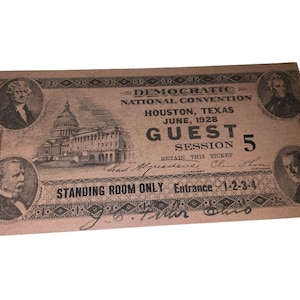 DEMOCRATIC
NATIONAL CONVENTION
HOUSTON, TEXAS
JUNE, 1928
GUEST
SESSION 5
RETAIN THIS TICKET
STANDING ROOM ONLY Entrance 1-2-3-4
Ohio